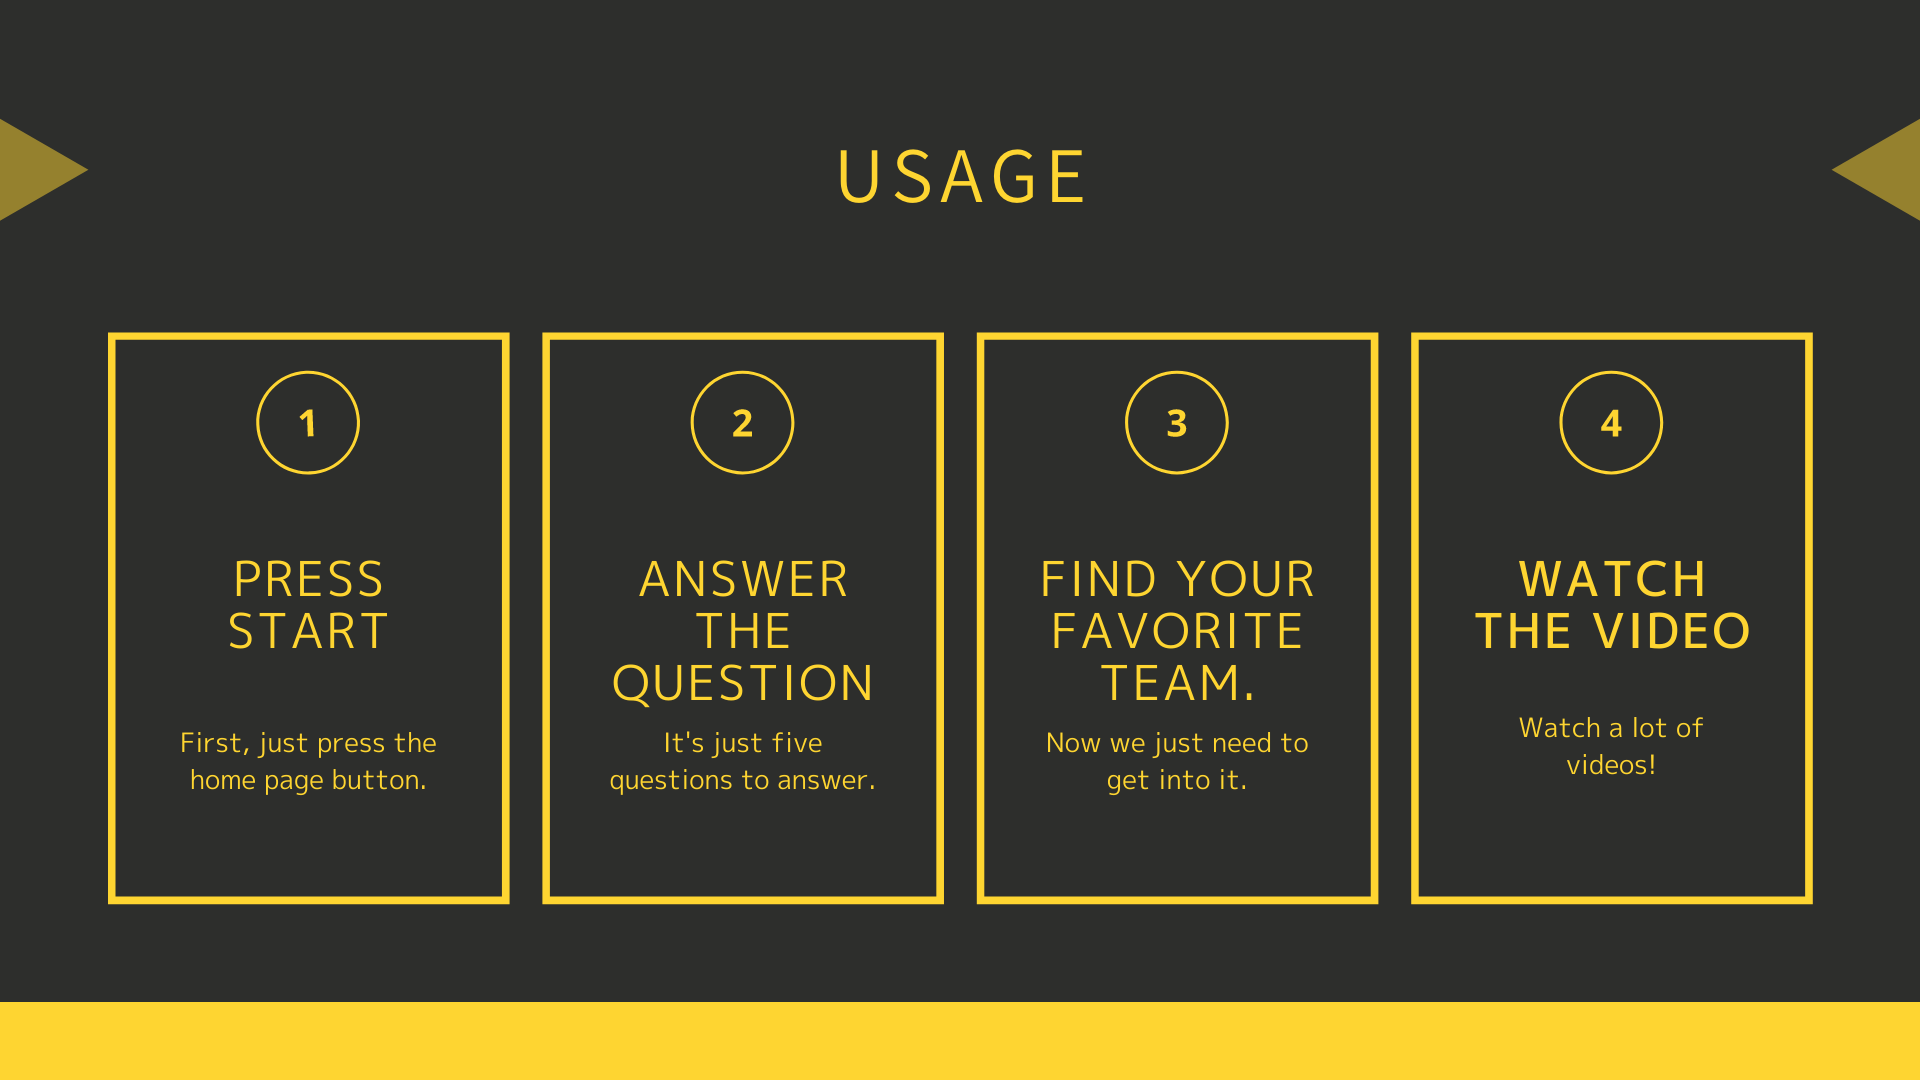 USAGE
1
PRESS
START
First, just press the
home page button.
2
ANSWER
THE
QUESTION
It's just five
questions to answer.
3
FIND YOUR
FAVORITE
TEAM.
Now we just need to
get into it.
4
WATCH
THE VIDEO
Watch a lot of
videos!